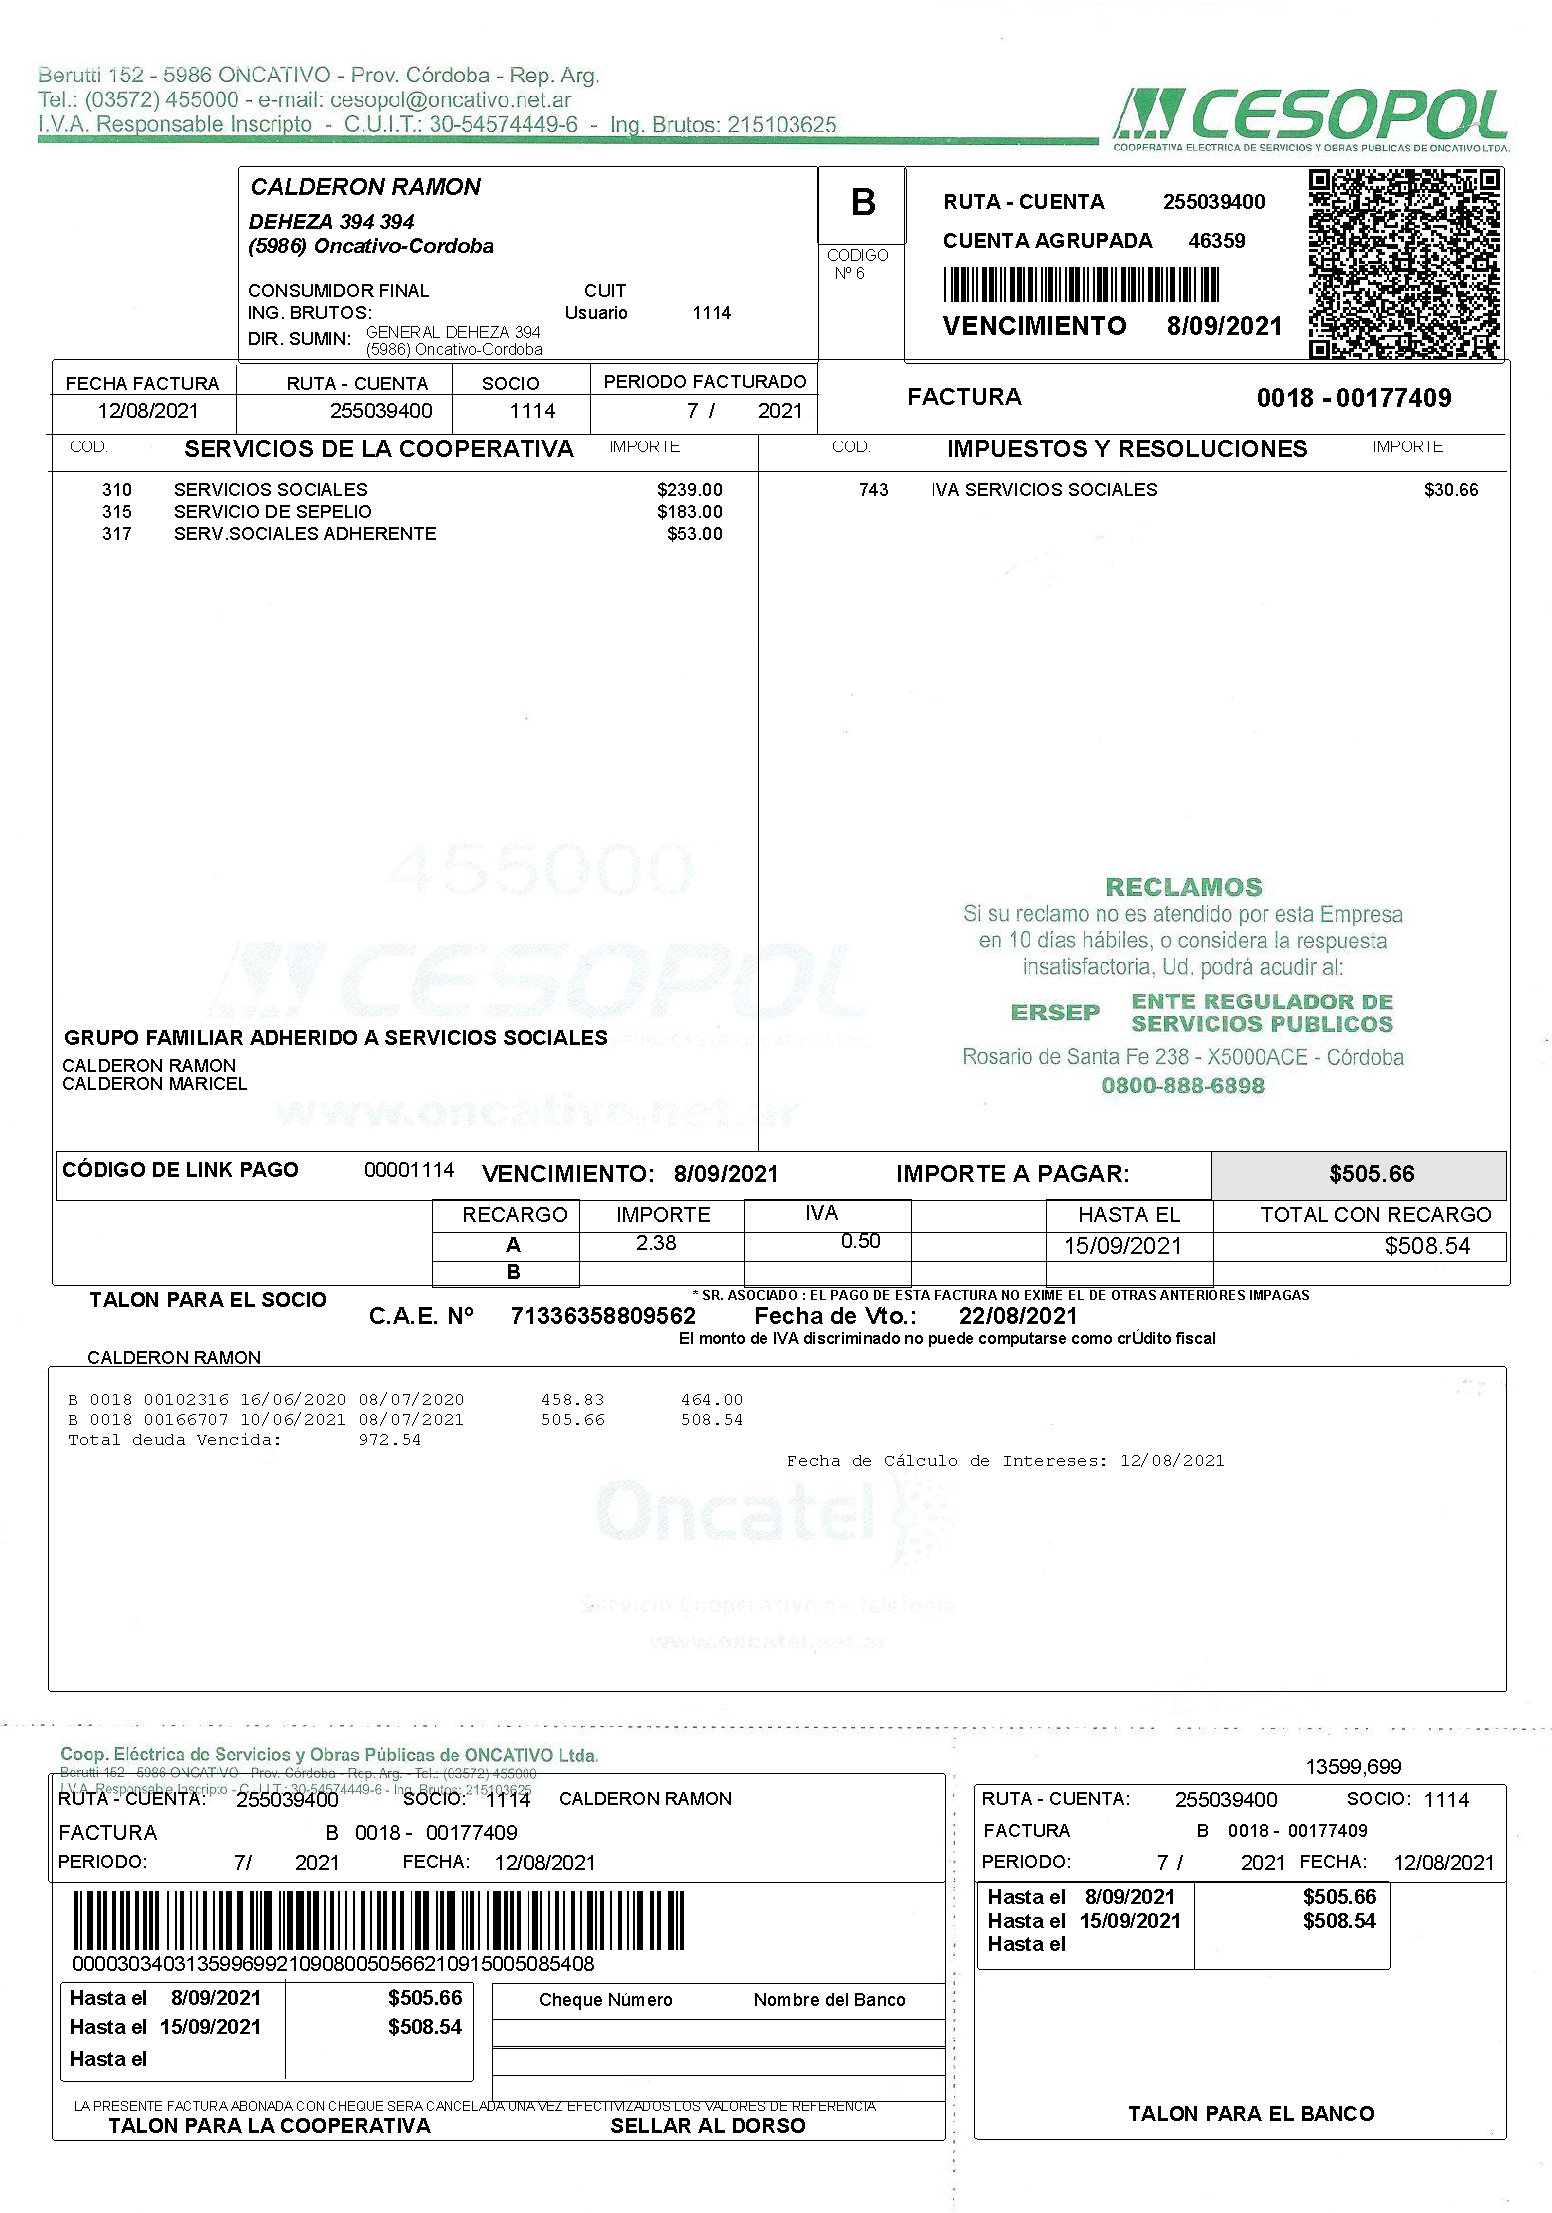 Berutti 152 - 5986 ONCATIVO - Prov. Córdoba - Rep. Arg.
Tel.: (03572) 455000 - e-mail: cesopol@oncativo.net.ar
I.V.A. Responsable Inscripto - C.U.I.T.: 30-54574449-6 - Ing. Brutos: 215103625
CESOPOL
COOPERATIVA ELECTRICA DE SERVICIOS Y OBRAS PUBLICAS DE ONCATIVO LTDA.
CALDERON RAMON
DEHEZA 394 394
(5986) Oncativo-Cordoba
CONSUMIDOR FINAL CUIT
ING. BRUTOS: Usuario 1114
DIR. SUMIN: GENERAL DEHEZA 394
(5986) Oncativo-Cordoba
B
CODIGO
Nº 6
RUTA - CUENTA 255039400
CUENTA AGRUPADA 46359
VENCIMIENTO 8/09/2021
FECHA FACTURA RUTA - CUENTA SOCIO PERIODO FACTURADO
12/08/2021 255039400 1114 7 / 2021
FACTURA 0018 - 00177409
COD. SERVICIOS DE LA COOPERATIVA IMPORTE COD. IMPUESTOS Y RESOLUCIONES IMPORTE
310 SERVICIOS SOCIALES $239.00 743 IVA SERVICIOS SOCIALES $30.66
315 SERVICIO DE SEPELIO $183.00
317 SERV.SOCIALES ADHERENTE $53.00
455000
CESOPOL
RECLAMOS
Si su reclamo no es atendido por esta Empresa
en 10 días hábiles, o considera la respuesta
insatisfactoria, Ud. podrá acudir al:
ERSEP ENTE REGULADOR DE
SERVICIOS PUBLICOS
Rosario de Santa Fe 238 - X5000ACE - Córdoba
0800-888-6898
GRUPO FAMILIAR ADHERIDO A SERVICIOS SOCIALES
CALDERON RAMON
CALDERON MARICEL
www.oncativo.net.ar
CÓDIGO DE LINK PAGO 00001114 VENCIMIENTO: 8/09/2021 IMPORTE A PAGAR: $505.66
RECARGO IMPORTE IVA HASTA EL TOTAL CON RECARGO
A 2.38 0.50 15/09/2021 $508.54
B
TALON PARA EL SOCIO * SR. ASOCIADO : EL PAGO DE ESTA FACTURA NO EXIME EL DE OTRAS ANTERIORES IMPAGAS
C.A.E. Nº 71336358809562 Fecha de Vto.: 22/08/2021
El monto de IVA discriminado no puede computarse como crÚdito fiscal
CALDERON RAMON
B 0018 00102316 16/06/2020 08/07/2020 458.83 464.00
B 0018 00166707 10/06/2021 08/07/2021 505.66 508.54
Total deuda Vencida: 972.54
Fecha de Cálculo de Intereses: 12/08/2021
Oncatel
Servicio Cooperativo de Telefonía
www.oncatel.net.ar
Coop. Eléctrica de Servicios y Obras Públicas de ONCATIVO Ltda.
Berutti 152 - 5986 ONCATIVO - Prov. Córdoba - Rep. Arg. - Tel.: (03572) 455000
I.V.A. Responsable Inscripto - C.U.I.T.: 30-54574449-6 - Ing. Brutos: 215103625
RUTA - CUENTA: 255039400 SOCIO: 1114 CALDERON RAMON
FACTURA B 0018 - 00177409
PERIODO: 7/ 2021 FECHA: 12/08/2021
000030340313599699210908005056621091500508540​8
Hasta el 8/09/2021 $505.66
Hasta el 15/09/2021 $508.54
Hasta el
Cheque Número Nombre del Banco
LA PRESENTE FACTURA ABONADA CON CHEQUE SERA CANCELADA UNA VEZ EFECTIVIZADOS LOS VALORES DE REFERENCIA
TALON PARA LA COOPERATIVA SELLAR AL DORSO
13599,699
RUTA - CUENTA: 255039400 SOCIO: 1114
FACTURA B 0018 - 00177409
PERIODO: 7 / 2021 FECHA: 12/08/2021
Hasta el 8/09/2021 $505.66
Hasta el 15/09/2021 $508.54
Hasta el
TALON PARA EL BANCO